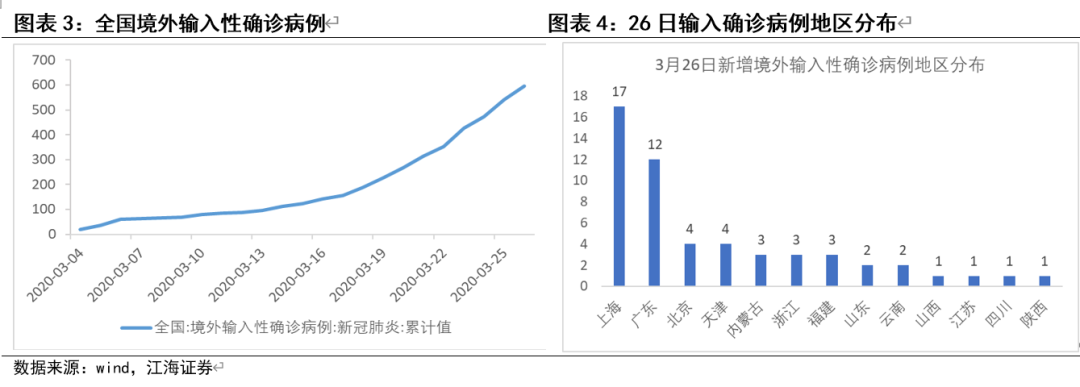 图表 3：全国境外输入性确诊病例
700
600
500
400
300
200
100
0
2020-03-04
2020-03-07
2020-03-10
2020-03-13
2020-03-16
2020-03-19
2020-03-22
2020-03-25
全国:境外输入性确诊病例:新冠肺炎:累计值
图表 4：26 日输入确诊病例地区分布
3月26日新增境外输入性确诊病例地区分布
18
16
14
12
10
8
6
4
2
0
17
12
4
4
3
3
3
2
2
1
1
1
1
上海
广东
北京
天津
内蒙古
浙江
福建
山东
云南
山西
江苏
四川
陕西
数据来源：wind，江海证券